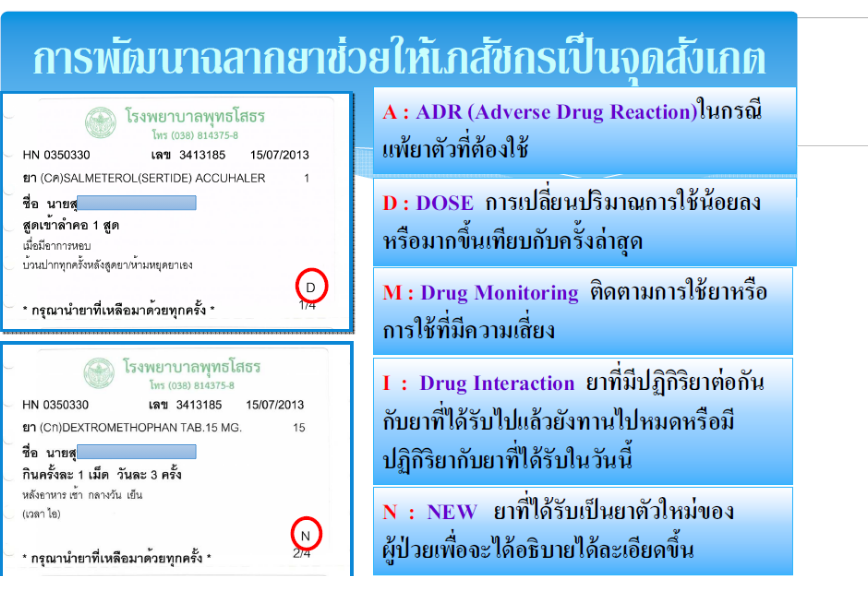 การพัฒนาฉลากยาช่วยให้เภสัชกรเป็นจุดสังเกต
โรงพยาบาลพุทธโสธร
โทร (038) 814375-8
HN 0350330 เลข 3413185 15/07/2013
ยา (Cค)SALMETEROL(SERTIDE) ACCUHALER 1
ชื่อ นายสุ
สูดเข้าลำคอ 1 สูด
เมื่อมีอาการหอบ
บ้วนปากทุกครั้งหลังสูดยา/ห้ามหยุดยาเอง
D
1/4
* กรุณานำยาที่เหลือมาด้วยทุกครั้ง *
โรงพยาบาลพุทธโสธร
โทร (038) 814375-8
HN 0350330 เลข 3413185 15/07/2013
ยา (Cก)DEXTROMETHOPHAN TAB.15 MG. 15
ชื่อ นายสุ
กินครั้งละ 1 เม็ด วันละ 3 ครั้ง
หลังอาหาร เช้า กลางวัน เย็น
(เวลา ไอ)
N
2/4
* กรุณานำยาที่เหลือมาด้วยทุกครั้ง *
A : ADR (Adverse Drug Reaction)ในกรณี
แพ้ยาตัวที่ต้องใช้
D : DOSE การเปลี่ยนปริมาณการใช้น้อยลง
หรือมากขึ้นเทียบกับครั้งล่าสุด
M : Drug Monitoring ติดตามการใช้ยาหรือ
การใช้ที่มีความเสี่ยง
I : Drug Interaction ยาที่มีปฏิกิริยาต่อกัน
กับยาที่ได้รับไปแล้วยังทานไปหมดหรือมี
ปฏิกิริยากับยาที่ได้รับในวันนี้
N : NEW ยาที่ได้รับเป็นยาตัวใหม่ของ
ผู้ป่วยเพื่อจะได้อธิบายได้ละเอียดขึ้น